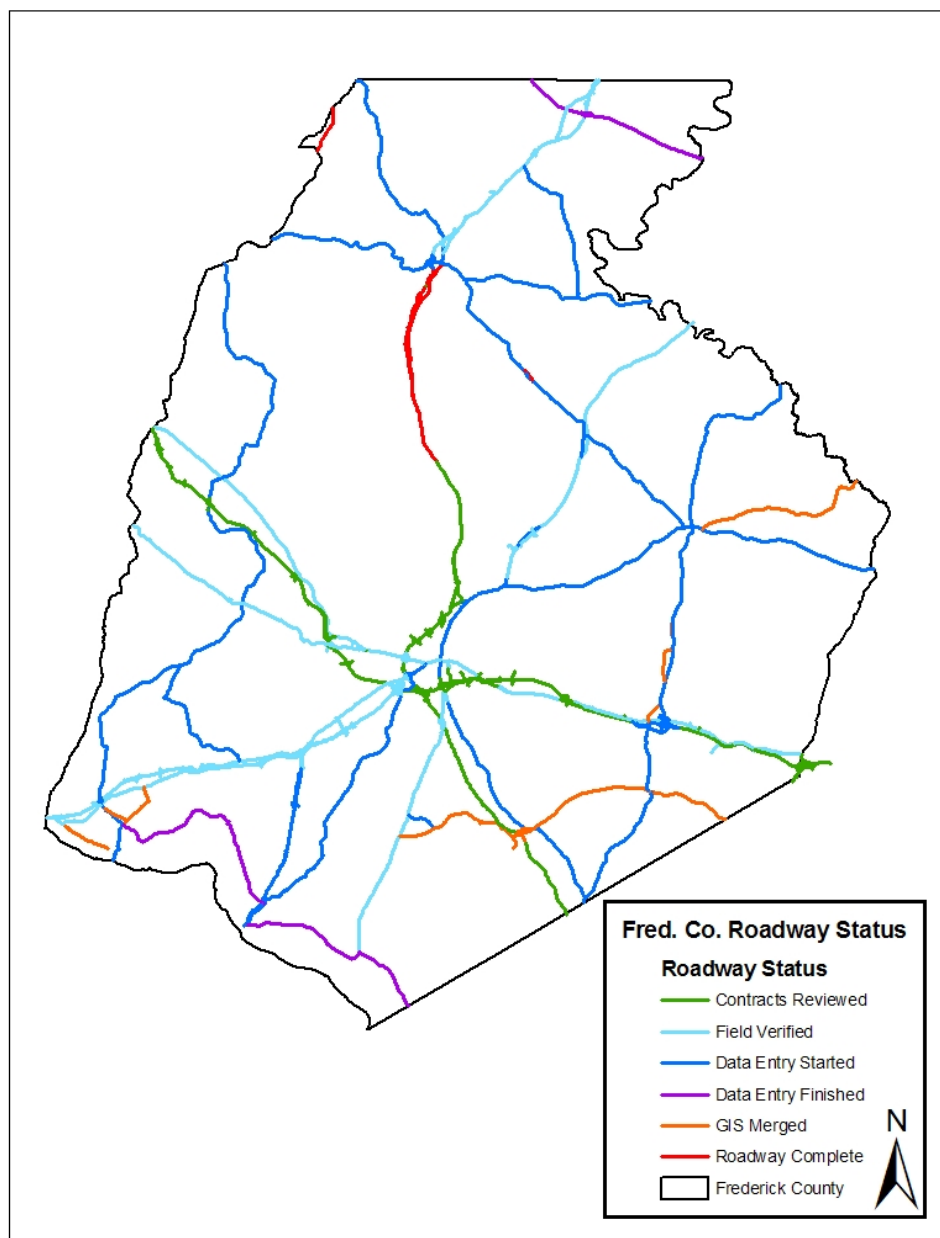 Fred. Co. Roadway Status
Roadway Status
Contracts Reviewed
Field Verified
Data Entry Started
Data Entry Finished
GIS Merged
Roadway Complete
Frederick County
N